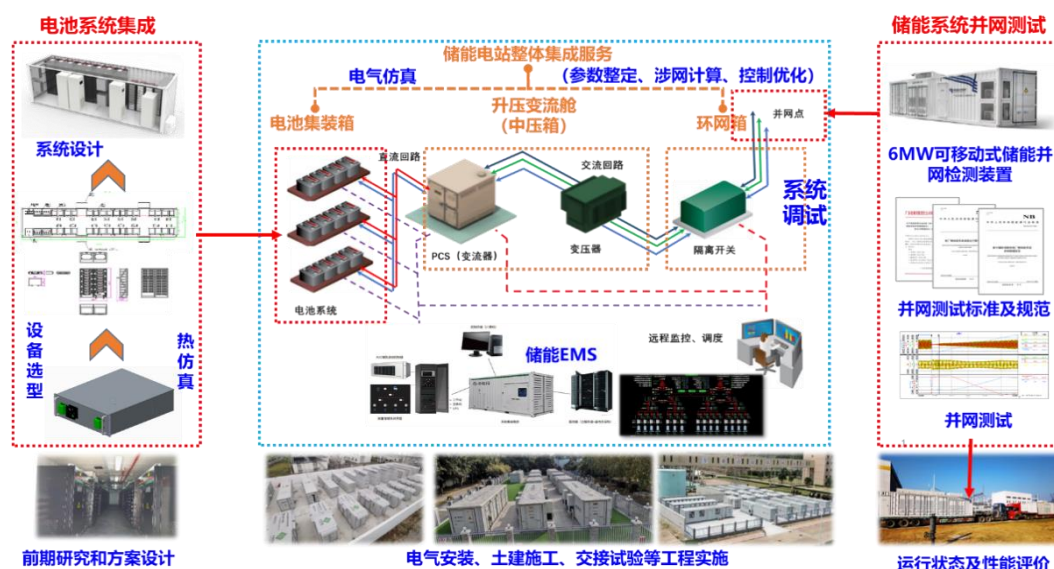 电池系统集成
系统设计
设备选型
热仿真
前期研究和方案设计
储能电站整体集成服务
电气仿真
(参数整定、涉网计算、控制优化)
电池集装箱
升压变流舱
(中压箱)
环网箱
并网点
直流回路
交流回路
系统
调试
PCS(变流器)
变压器
隔离开关
电池系统
储能EMS
远程监控、调度
电气安装、土建施工、交接试验等工程实施
储能系统并网测试
6MW可移动式储能并
网检测装置
NB
并网测试标准及规范
并网测试
运行状态及性能评价